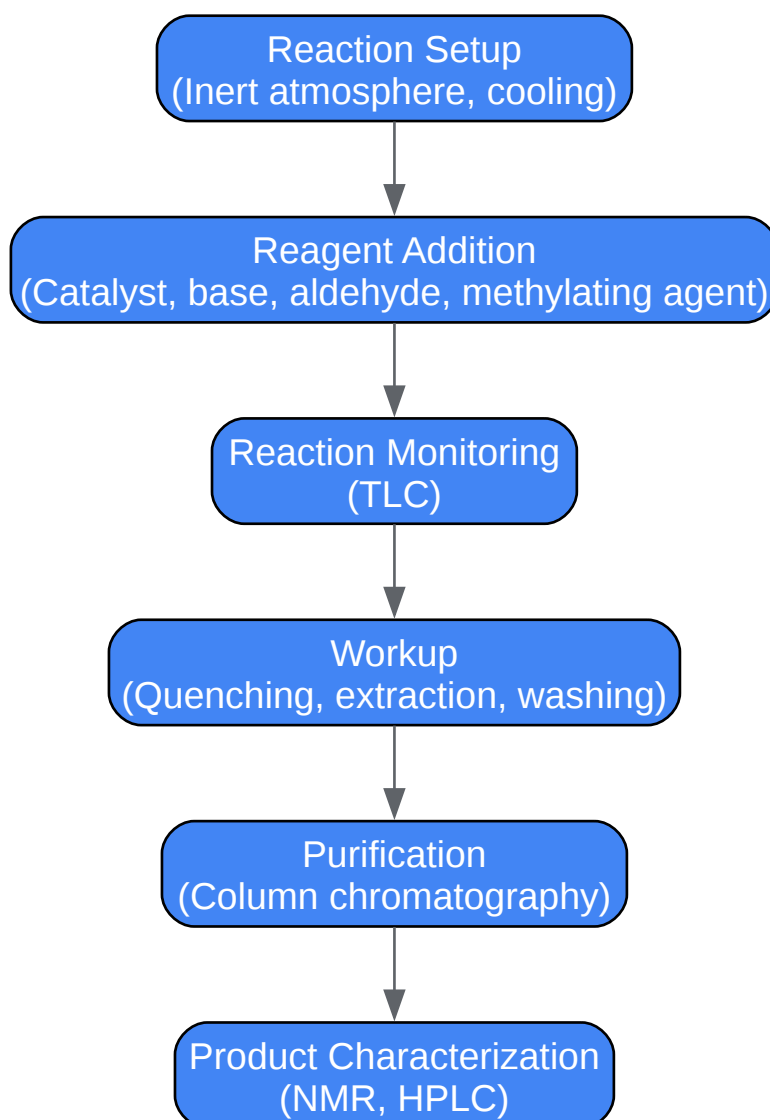 Reaction Setup
(Inert atmosphere, cooling)
Reagent Addition
(Catalyst, base, aldehyde, methylating agent)
Reaction Monitoring
(TLC)
Workup
(Quenching, extraction, washing)
Purification
(Column chromatography)
Product Characterization
(NMR, HPLC)